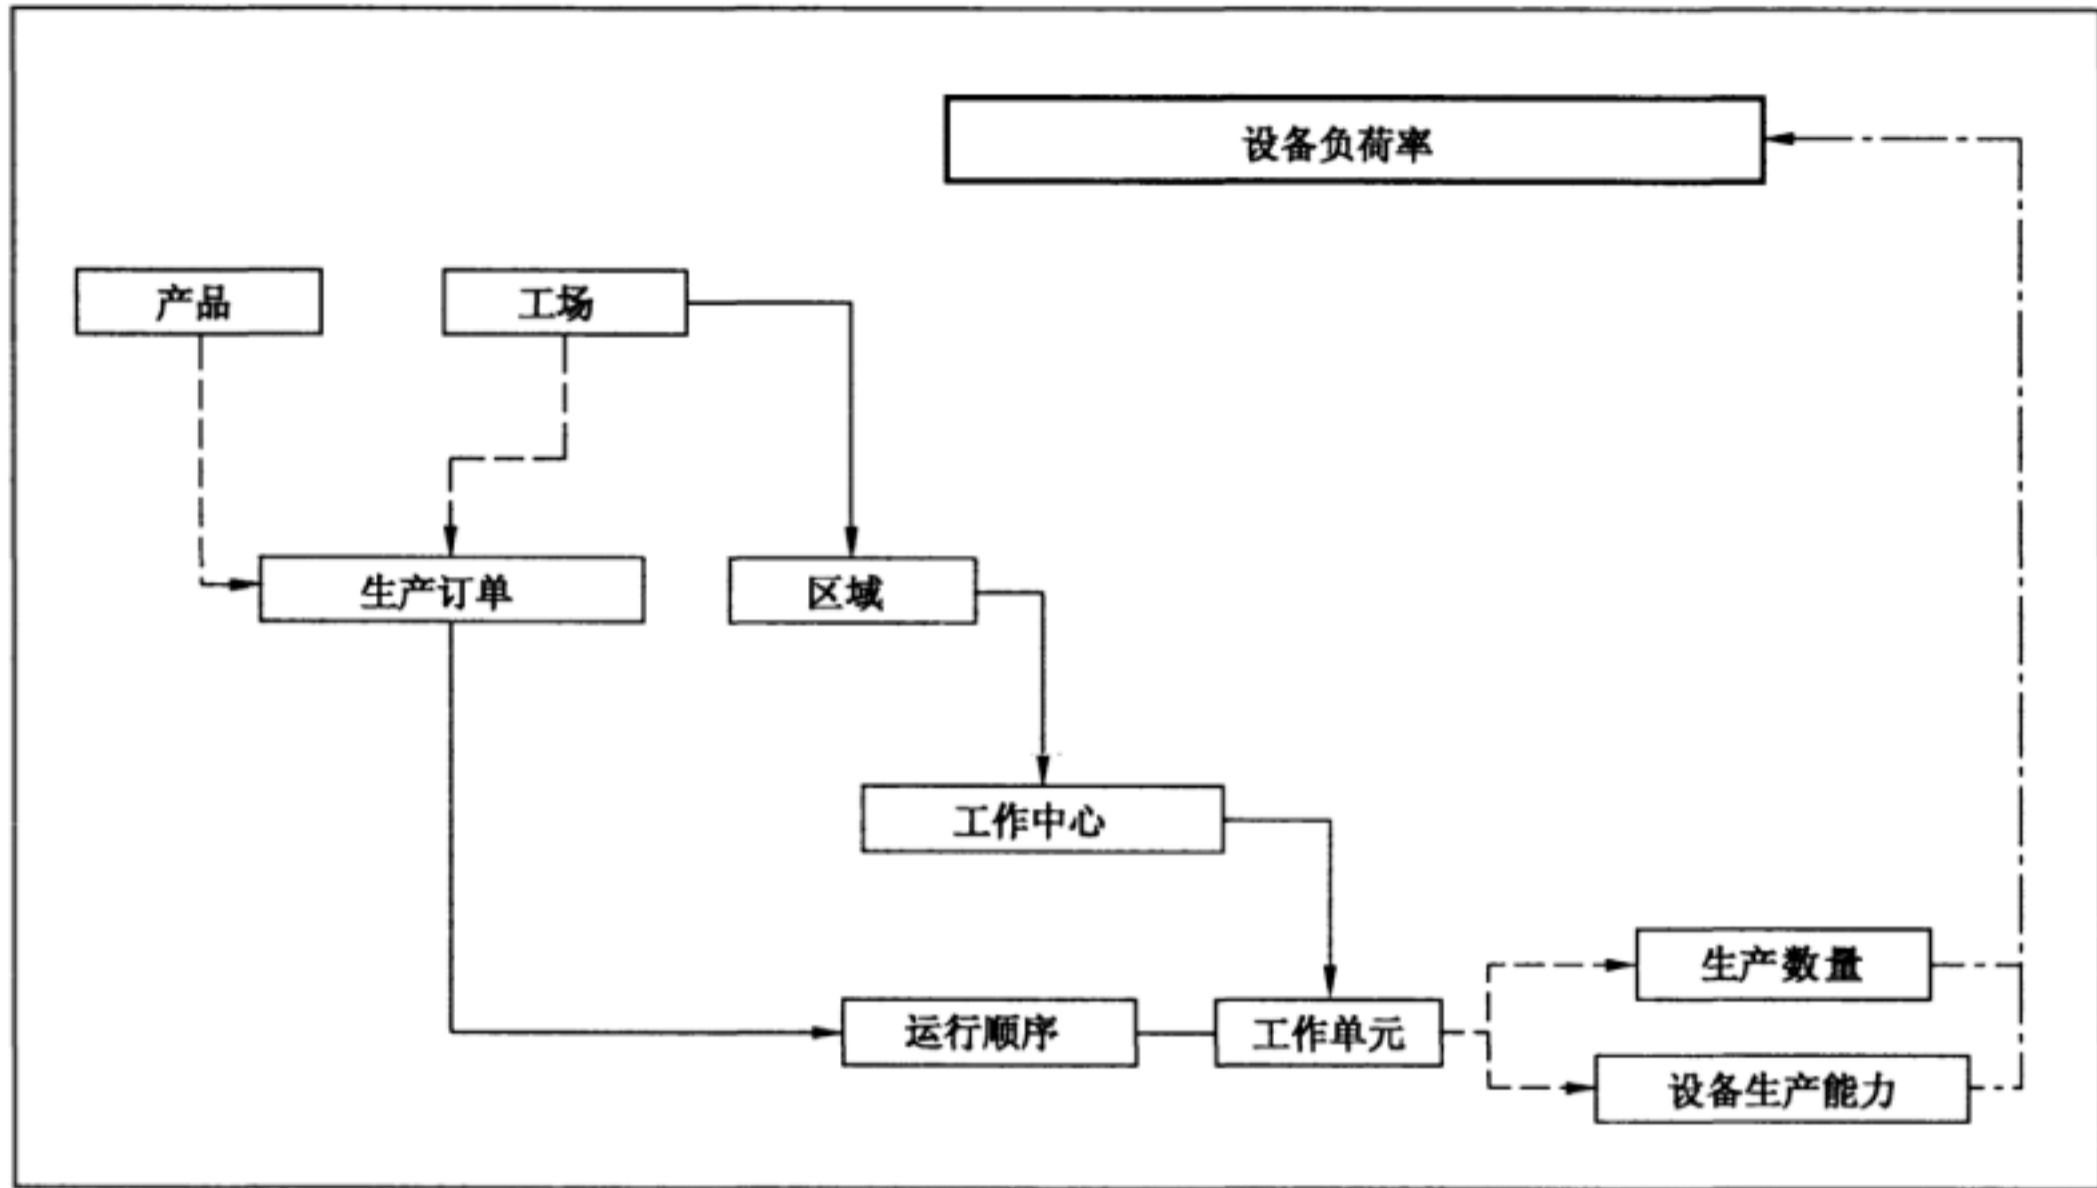 设备负荷率
产品
工场
生产订单
区域
工作中心
生产数量
运行顺序
工作单元
设备生产能力